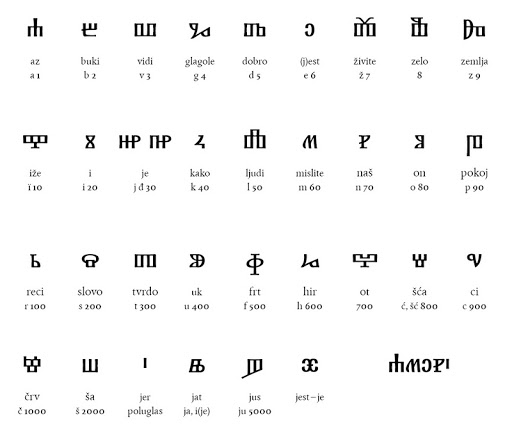 Ⰰ Ⰱ Ⰲ Ⰳ Ⰴ Ⰵ Ⰶ Ⰷ Ⰸ
az buki vidi glagole dobro (j)est živite zelo zemlja
a 1 b 2 v 3 g 4 d 5 e 6 ž 7 8 z 9
Ⰹ Ⰻ Ⰼ Ⰼ Ⰽ Ⰾ Ⰿ Ⱀ Ⱁ Ⱂ
iže i je kako ljudi mislite naš on pokoj
ï 10 i 20 j đ 30 k 40 l 50 m 60 n 70 o 80 p 90
Ⱃ Ⱄ Ⱅ Ⱆ Ⱇ Ⱈ Ⱉ Ⱋ Ⱌ
reci slovo tvrdo uk frt hir ot šća ci
r 100 s 200 t 300 u 400 f 500 h 600 700 ć, šć 800 c 900
Ⱍ Ⱎ Ⱜ Ⱑ Ⱓ ⰀⰏⰅⰐⰬ
črv ša jer jat jus jest–je
č 1000 š 2000 poluglas ja, i(je) ju 5000